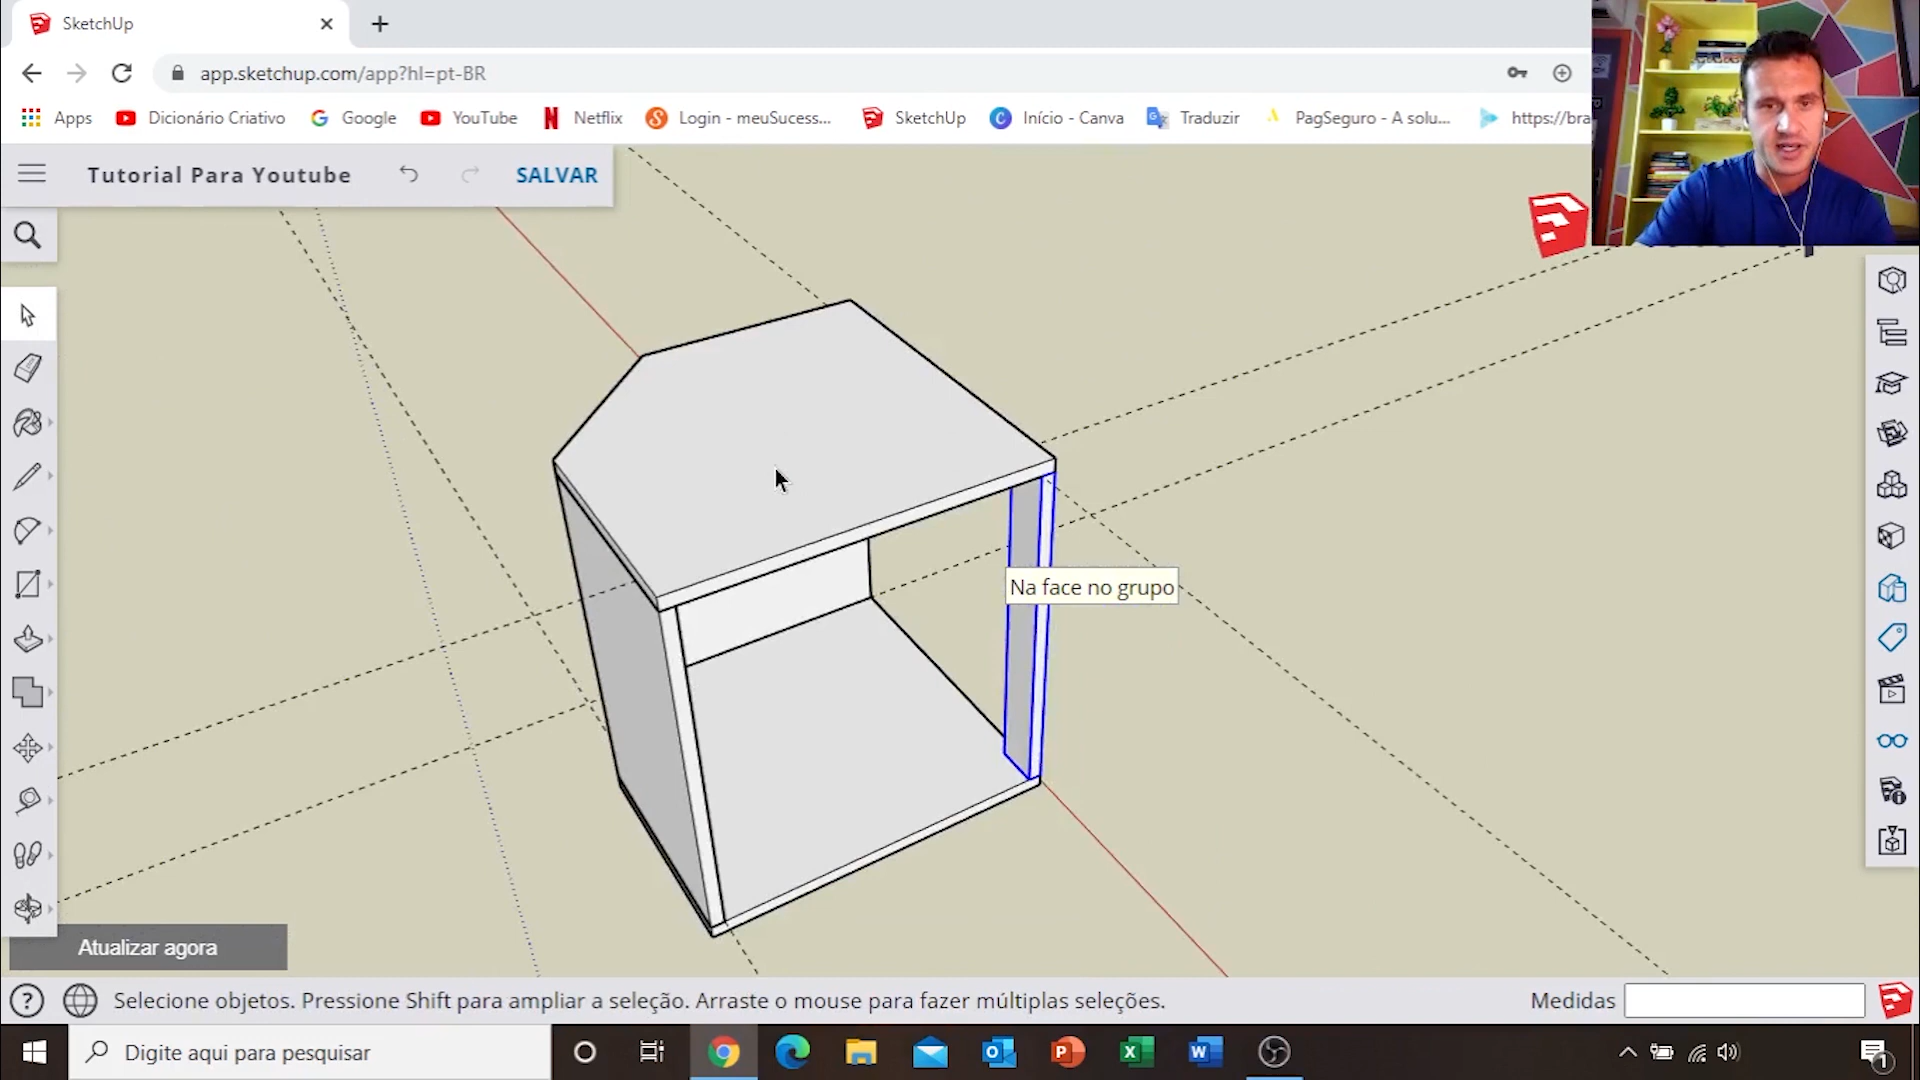 SketchUp
app.sketchup.com/app?hl=pt-BR
Apps Dicionário Criativo Google YouTube Netflix Login - meuSucess... SketchUp Início - Canva Traduzir PagSeguro - A solu... https://bra
Tutorial Para Youtube SALVAR
Na face no grupo
Atualizar agora
Selecione objetos. Pressione Shift para ampliar a seleção. Arraste o mouse para fazer múltiplas seleções. Medidas
Digite aqui para pesquisar
1